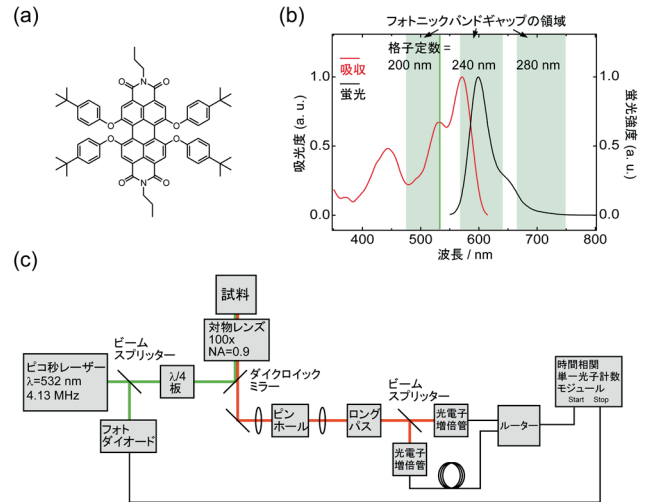 (a)
N
O
O
O
O
O
O
O
O
N
(b)
フォトニックバンドギャップの領域
格子定数 =
200 nm
240 nm
280 nm
吸収
蛍光
1.0
0.5
0.0
1.0
0.5
0.0
吸光度 (a. u.)
蛍光強度 (a. u.)
400
500
600
700
800
波長 / nm
(c)
試料
対物レンズ
100x
NA=0.9
ビーム
スプリッター
ピコ秒レーザー
λ=532 nm
4.13 MHz
λ/4
板
ダイクロイック
ミラー
フォト
ダイオード
ピン
ホール
ロング
パス
ビーム
スプリッター
光電子
増倍管
光電子
増倍管
ルーター
時間相関
単一光子計数
モジュール
Start Stop